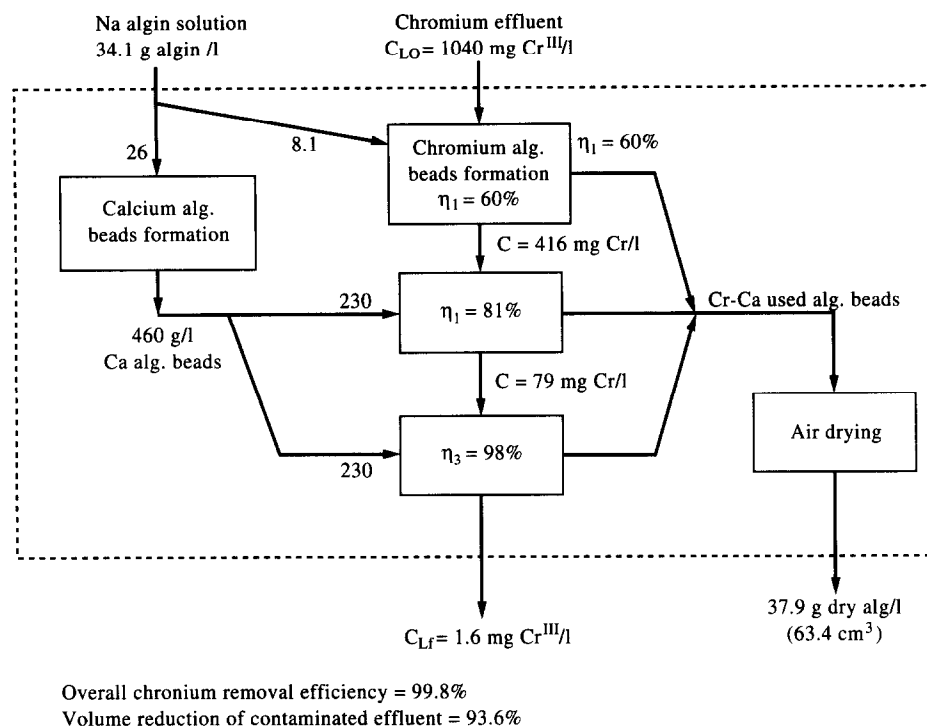 Na algin solution
34.1 g algin /l
Chromium effluent
C_LO = 1040 mg Cr^III/l
26
8.1
Chromium alg.
beads formation
η1 = 60%
η1 = 60%
Calcium alg.
beads formation
C = 416 mg Cr/l
460 g/l
Ca alg. beads
230
η1 = 81%
Cr-Ca used alg. beads
C = 79 mg Cr/l
230
η3 = 98%
Air drying
C_Lf = 1.6 mg Cr^III/l
37.9 g dry alg/l
(63.4 cm³)
Overall chronium removal efficiency = 99.8%
Volume reduction of contaminated effluent = 93.6%